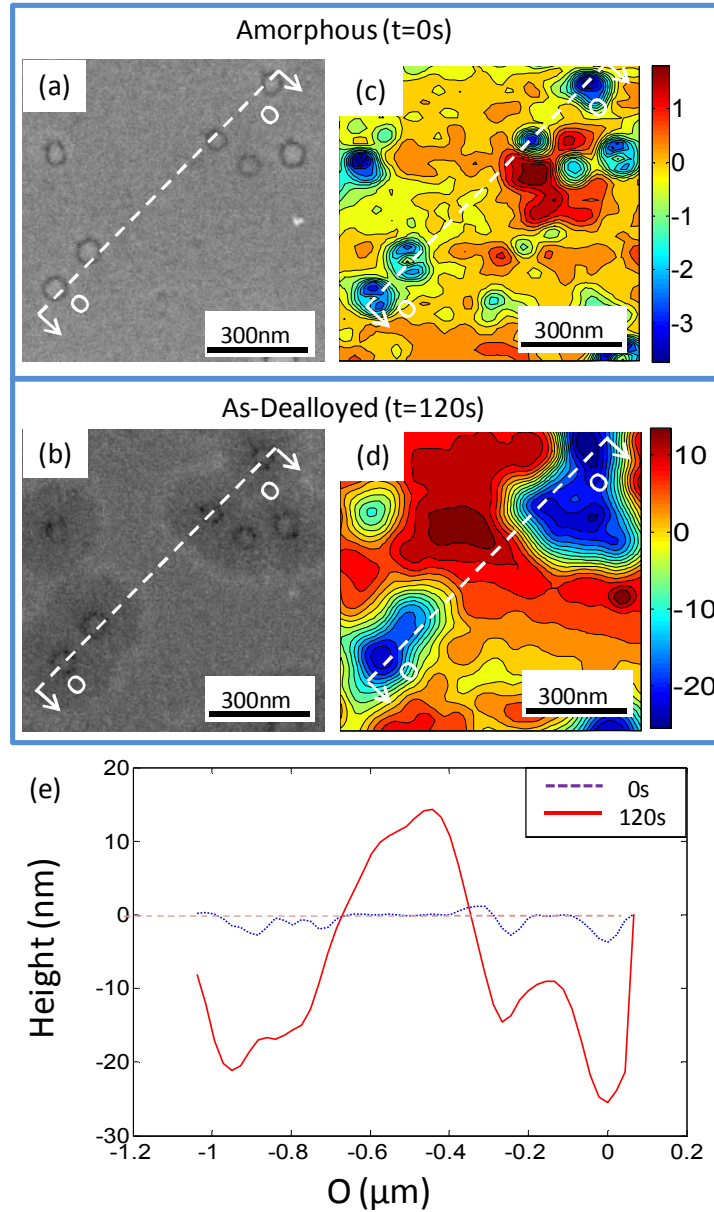 Amorphous (t=0s)
(a)
O
O
300nm
(c)
O
O
300nm
1
0
-1
-2
-3
As-Dealloyed (t=120s)
(b)
O
O
300nm
(d)
O
O
300nm
10
0
-10
-20
(e)
20
10
0
-10
-20
-30
Height (nm)
0s
120s
-1.2
-1
-0.8
-0.6
-0.4
-0.2
0
0.2
O (μm)